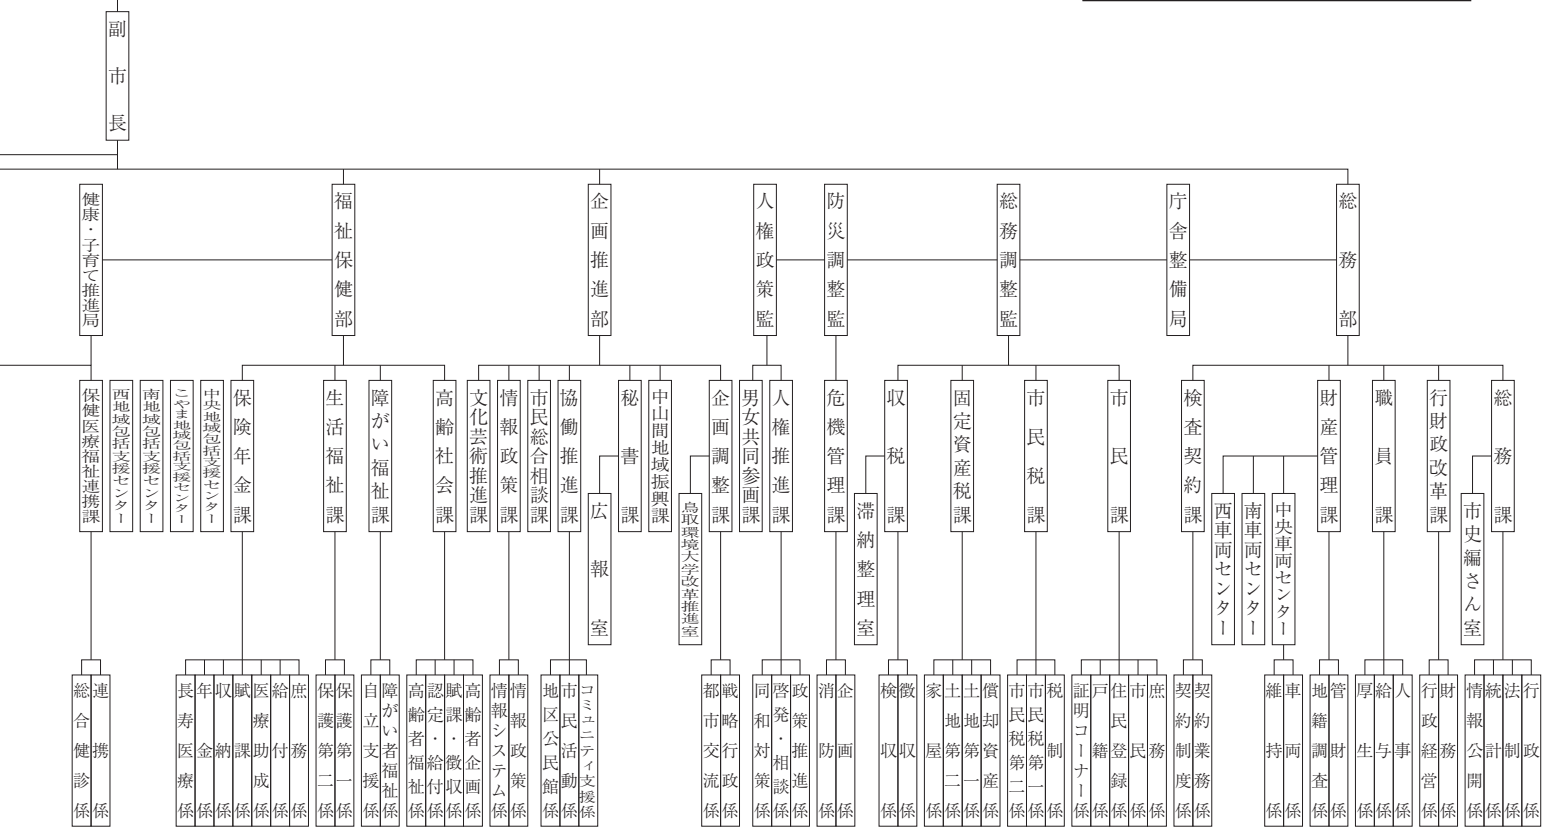 副市長
総務部
庁舎整備局
総務調整監
防災調整監
人権政策監
企画推進部
福祉保健部
健康・子育て推進局
総務課
市史編さん室
行財政改革課
職員課
財産管理課
中央車両センター
南車両センター
西車両センター
検査契約課
市民課
市民税課
固定資産税課
収税課
滞納整理室
危機管理課
人権推進課
男女共同参画課
企画調整課
鳥取環境大学改革推進室
中山間地域振興課
秘書課
広報室
協働推進課
市民総合相談課
情報政策課
文化芸術推進課
高齢社会課
障がい福祉課
生活福祉課
保険年金課
中央地域包括支援センター
こやま地域包括支援センター
南地域包括支援センター
西地域包括支援センター
保健医療福祉連携課
行政係
法制係
統計係
情報公開係
財務係
行政経営係
人事係
給与係
厚生係
管財係
地籍調査係
車両係
維持係
契約業務係
契約制度係
庶務係
市民係
住民登録係
戸籍係
証明コーナー係
税制係
市民税第一係
市民税第二係
償却資産係
土地第一係
土地第二係
家屋係
徴収係
検収係
企画係
消防係
政策推進係
啓発・相談係
同和対策係
戦略行政係
都市交流係
コミュニティ支援係
市民活動係
地区公民館係
情報政策係
情報システム係
高齢者企画係
賦課・徴収係
認定・給付係
高齢者福祉係
障がい者福祉係
自立支援係
保護第一係
保護第二係
庶務係
給付係
医療助成係
賦課係
収納係
年金係
長寿医療係
連携係
総合健診係